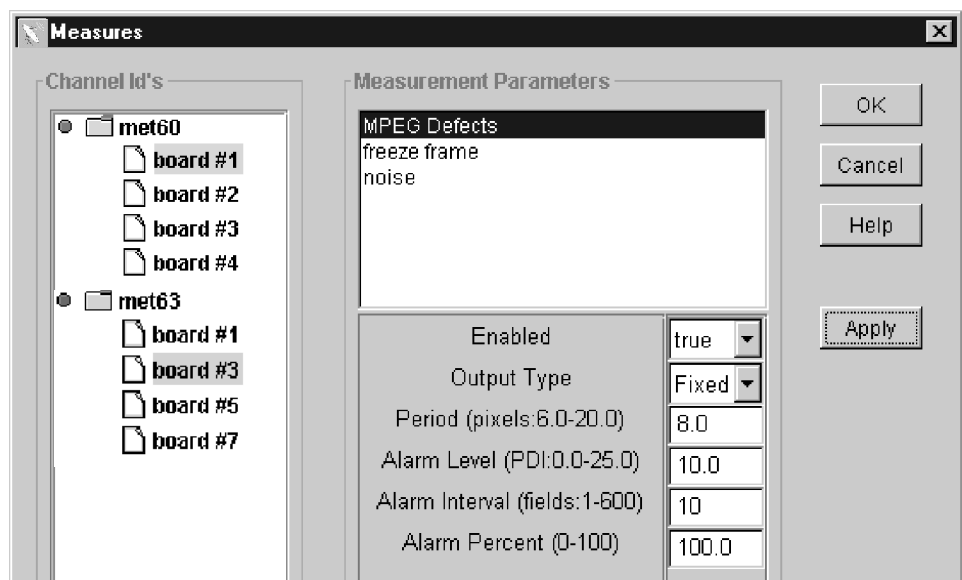 Measures
Channel Id's
met60
board #1
board #2
board #3
board #4
met63
board #1
board #3
board #5
board #7
Measurement Parameters
MPEG Defects
freeze frame
noise
Enabled true
Output Type Fixed
Period (pixels:6.0-20.0) 8.0
Alarm Level (PDI:0.0-25.0) 10.0
Alarm Interval (fields:1-600) 10
Alarm Percent (0-100) 100.0
OK
Cancel
Help
Apply